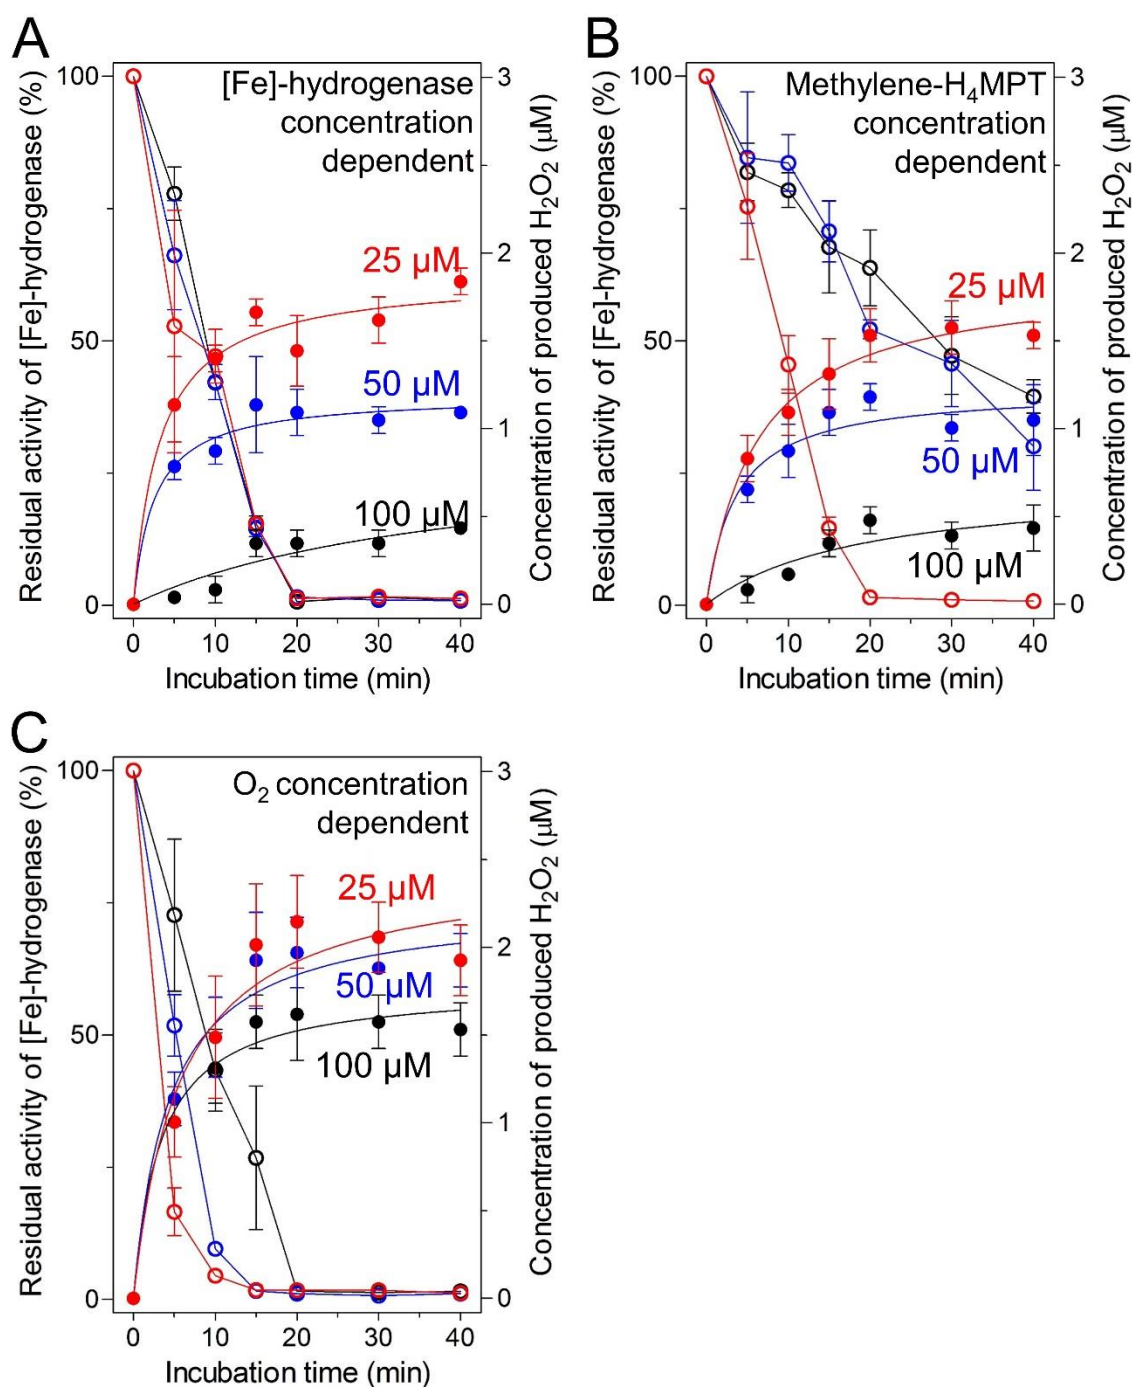 A
[Fe]-hydrogenase
concentration
dependent
Residual activity of [Fe]-hydrogenase (%)
Concentration of produced H₂O₂ (µM)
100
50
0
3
2
1
0
25 µM
50 µM
100 µM
0 10 20 30 40
Incubation time (min)
B
Methylene-H₄MPT
concentration
dependent
Residual activity of [Fe]-hydrogenase (%)
Concentration of produced H₂O₂ (µM)
100
50
0
3
2
1
0
25 µM
50 µM
100 µM
0 10 20 30 40
Incubation time (min)
C
O₂ concentration
dependent
Residual activity of [Fe]-hydrogenase (%)
Concentration of produced H₂O₂ (µM)
100
50
0
3
2
1
0
25 µM
50 µM
100 µM
0 10 20 30 40
Incubation time (min)